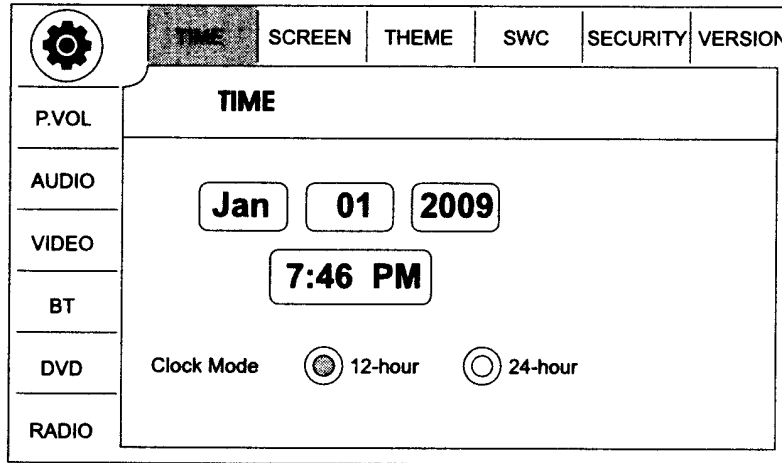 TIME SCREEN THEME SWC SECURITY VERSION
TIME
P.VOL
AUDIO
VIDEO
BT
DVD
RADIO
Jan 01 2009
7:46 PM
Clock Mode 12-hour 24-hour